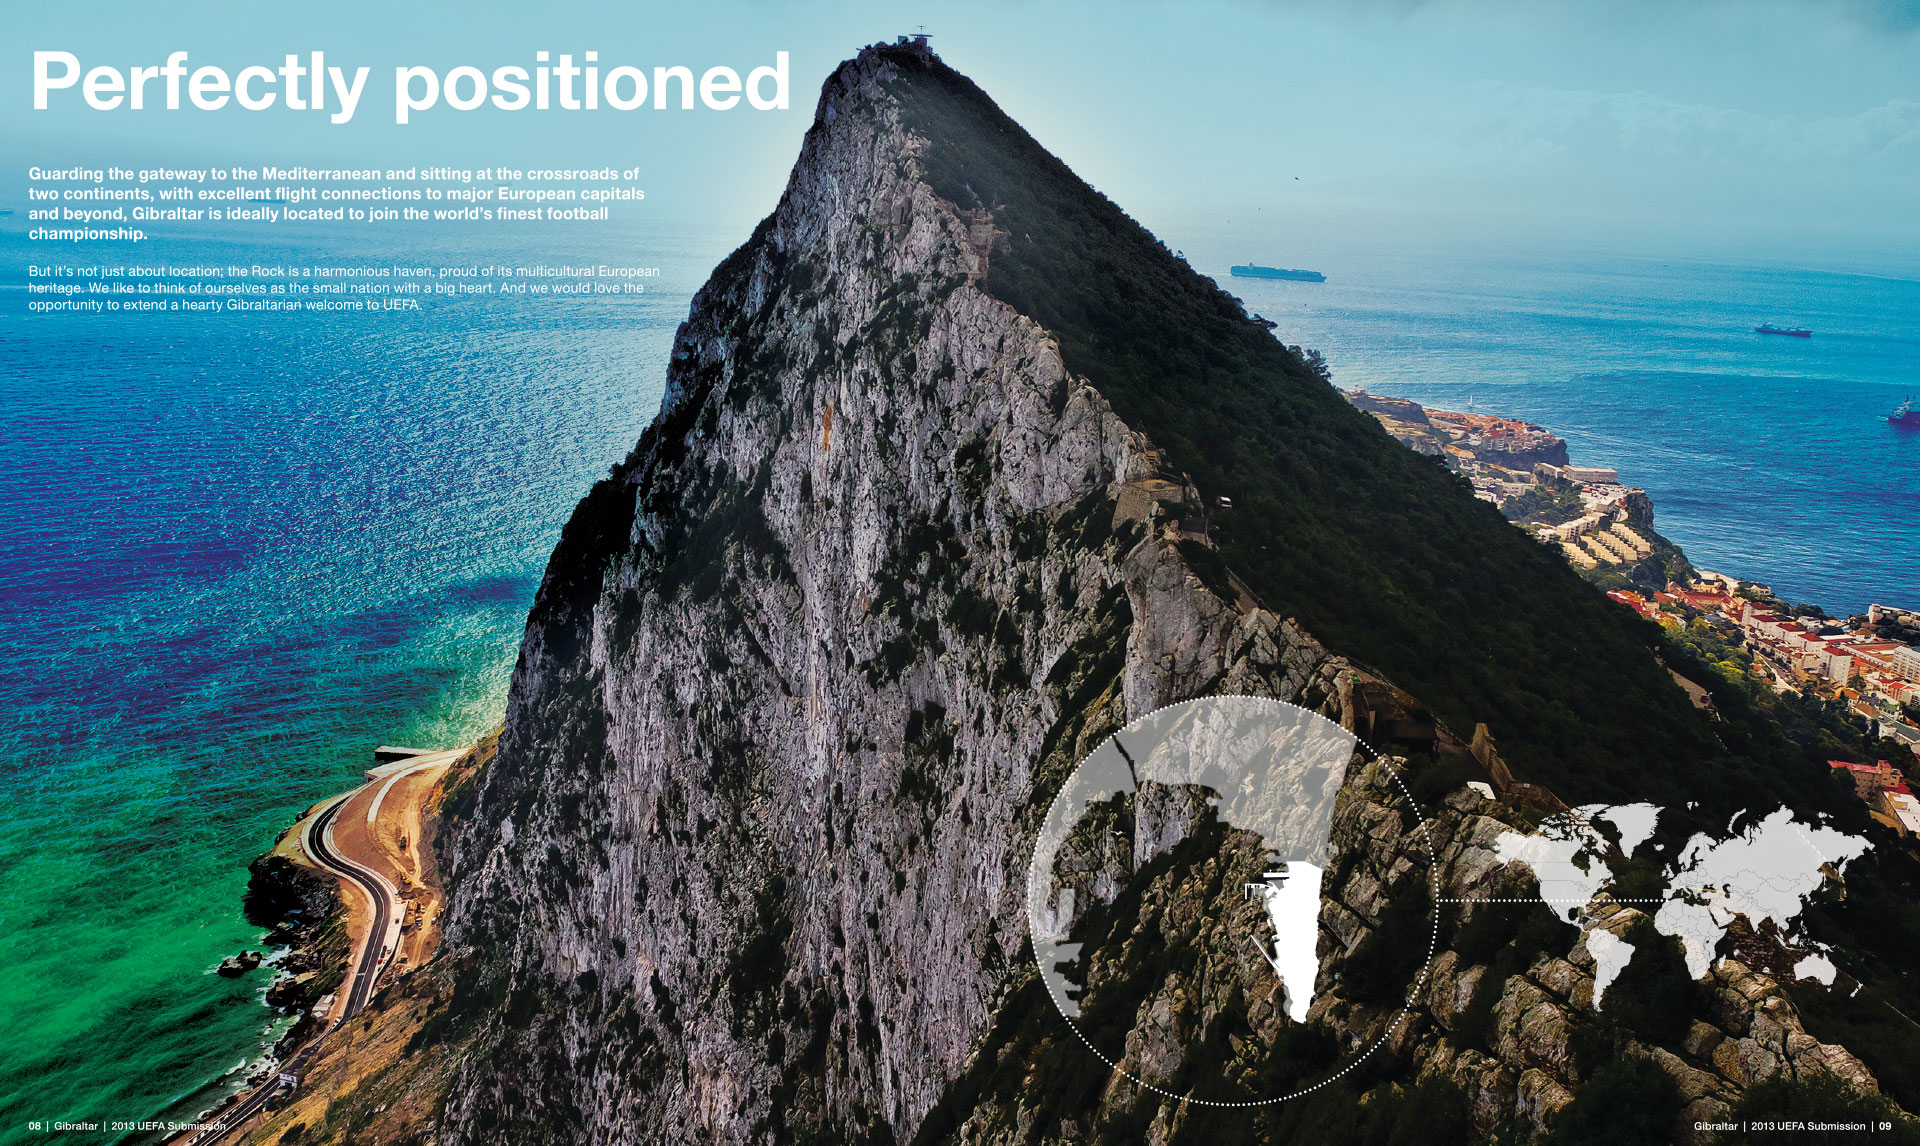 Perfectly positioned
Guarding the gateway to the Mediterranean and sitting at the crossroads of
two continents, with excellent flight connections to major European capitals
and beyond, Gibraltar is ideally located to join the world's finest football
championship.
But it's not just about location; the Rock is a harmonious haven, proud of its multicultural European
heritage. We like to think of ourselves as the small nation with a big heart. And we would love the
opportunity to extend a hearty Gibraltarian welcome to UEFA.
08 | Gibraltar | 2013 UEFA Submission
Gibraltar | 2013 UEFA Submission | 09